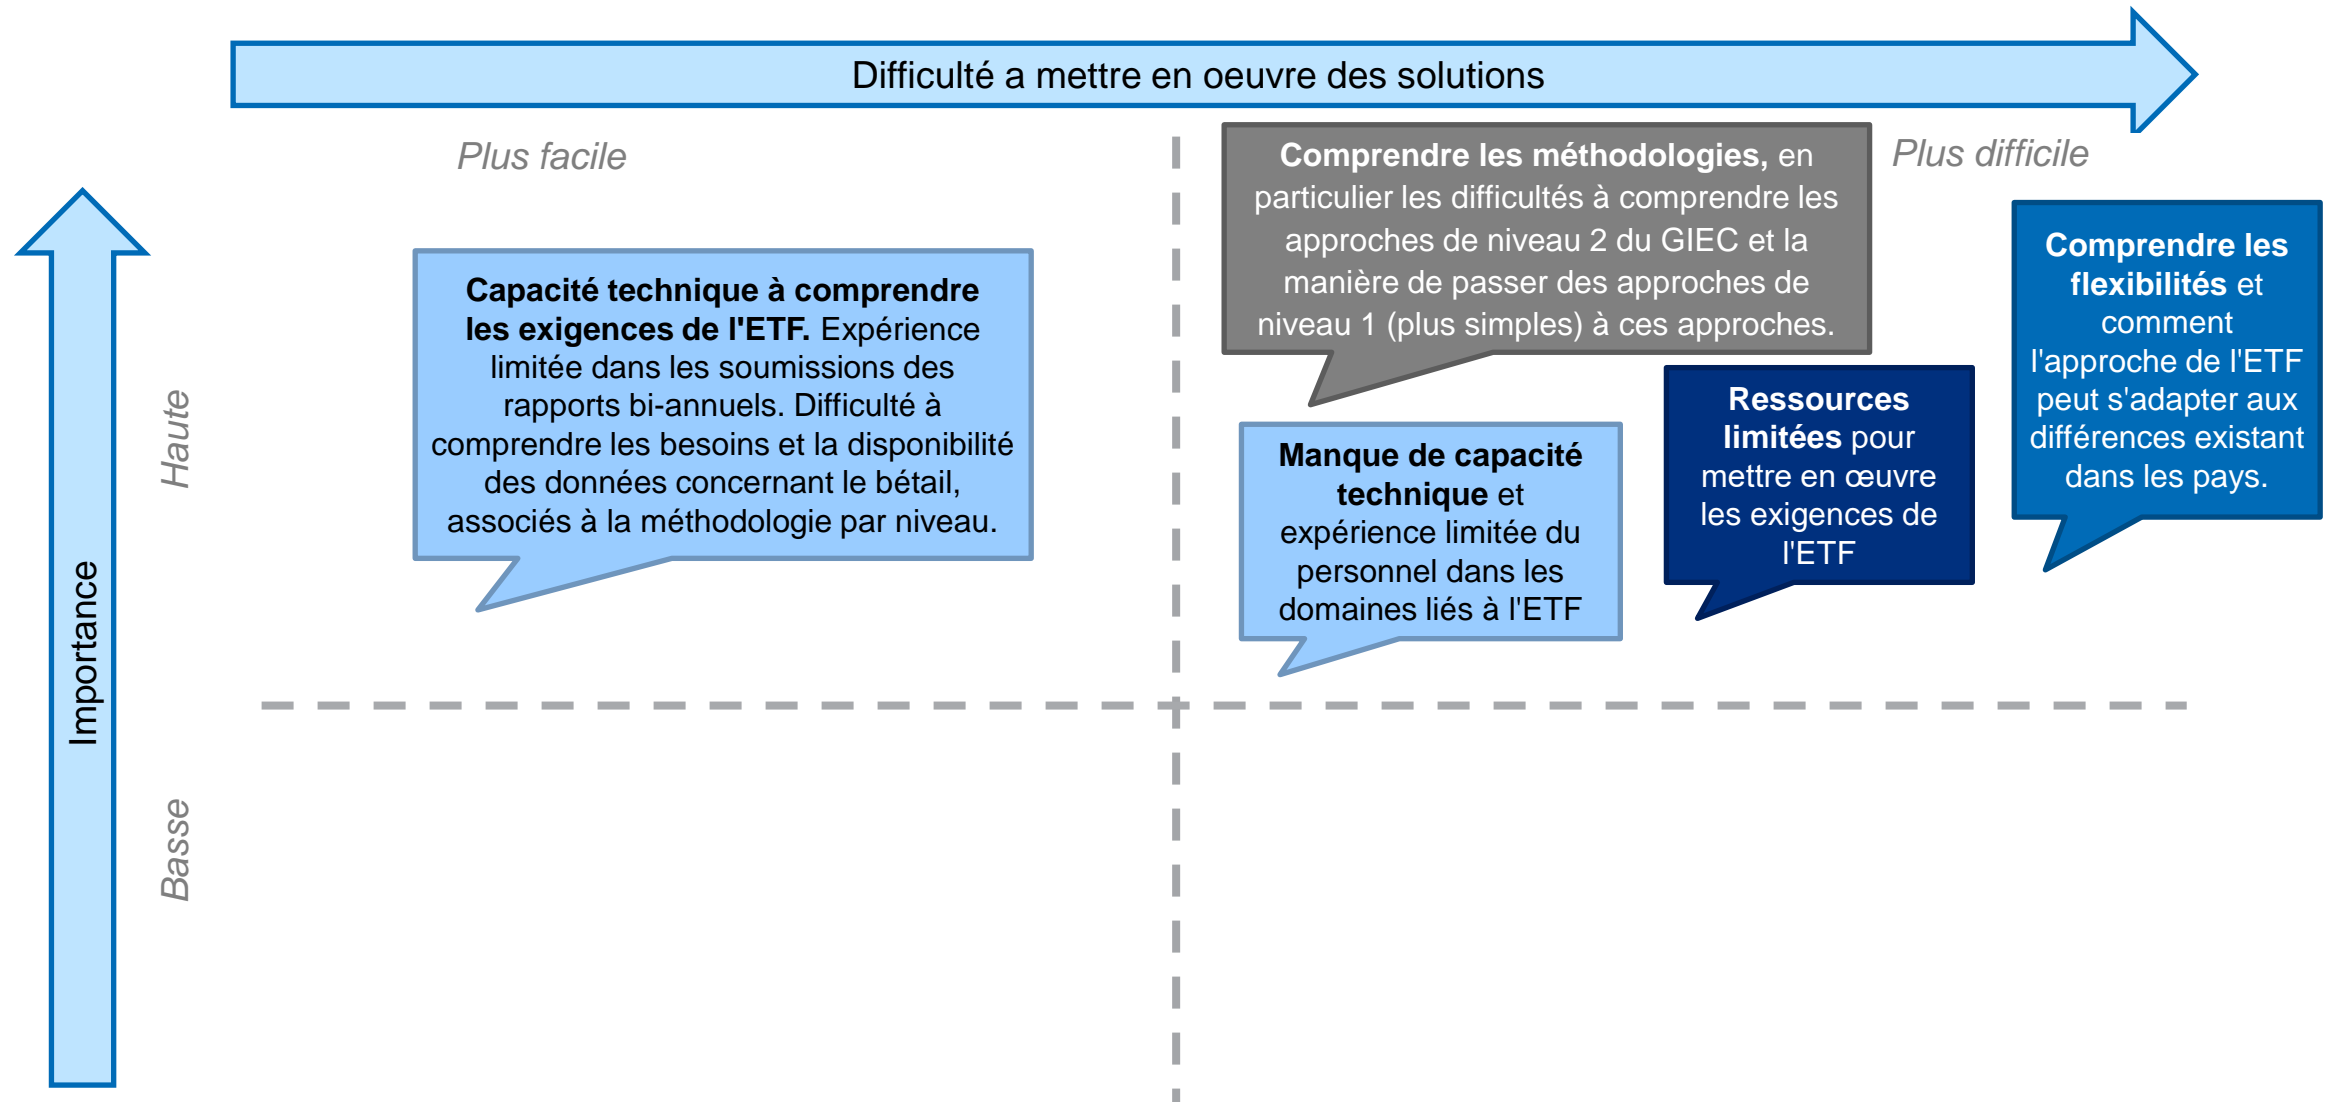 Difficulté a mettre en oeuvre des solutions
Plus facile
Plus difficile
Importance
Haute
Basse
Capacité technique à comprendre
les exigences de l'ETF. Expérience
limitée dans les soumissions des
rapports bi-annuels. Difficulté à
comprendre les besoins et la disponibilité
des données concernant le bétail,
associés à la méthodologie par niveau.
Comprendre les méthodologies, en
particulier les difficultés à comprendre les
approches de niveau 2 du GIEC et la
manière de passer des approches de
niveau 1 (plus simples) à ces approches.
Manque de capacité
technique et
expérience limitée du
personnel dans les
domaines liés à l'ETF
Ressources
limitées pour
mettre en œuvre
les exigences de
l'ETF
Comprendre les
flexibilités et
comment
l'approche de l'ETF
peut s'adapter aux
différences existant
dans les pays.